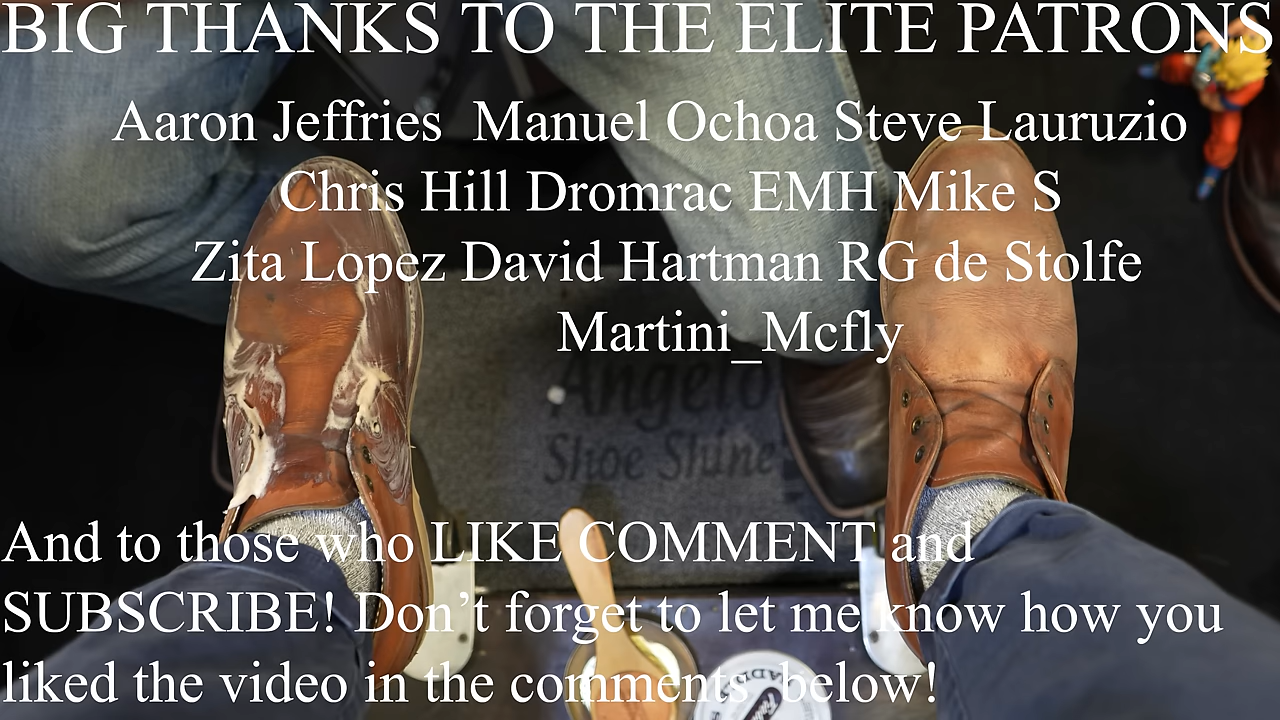 BIG THANKS TO THE ELITE PATRONS
Aaron Jeffries  Manuel Ochoa Steve Lauruzio
Chris Hill Dromrac EMH Mike S
Zita Lopez David Hartman RG de Stolfe
Martini_Mcfly
Angelo
Shoe Shine
And to those who LIKE COMMENT and
SUBSCRIBE! Don’t forget to let me know how you
liked the video in the comments below!